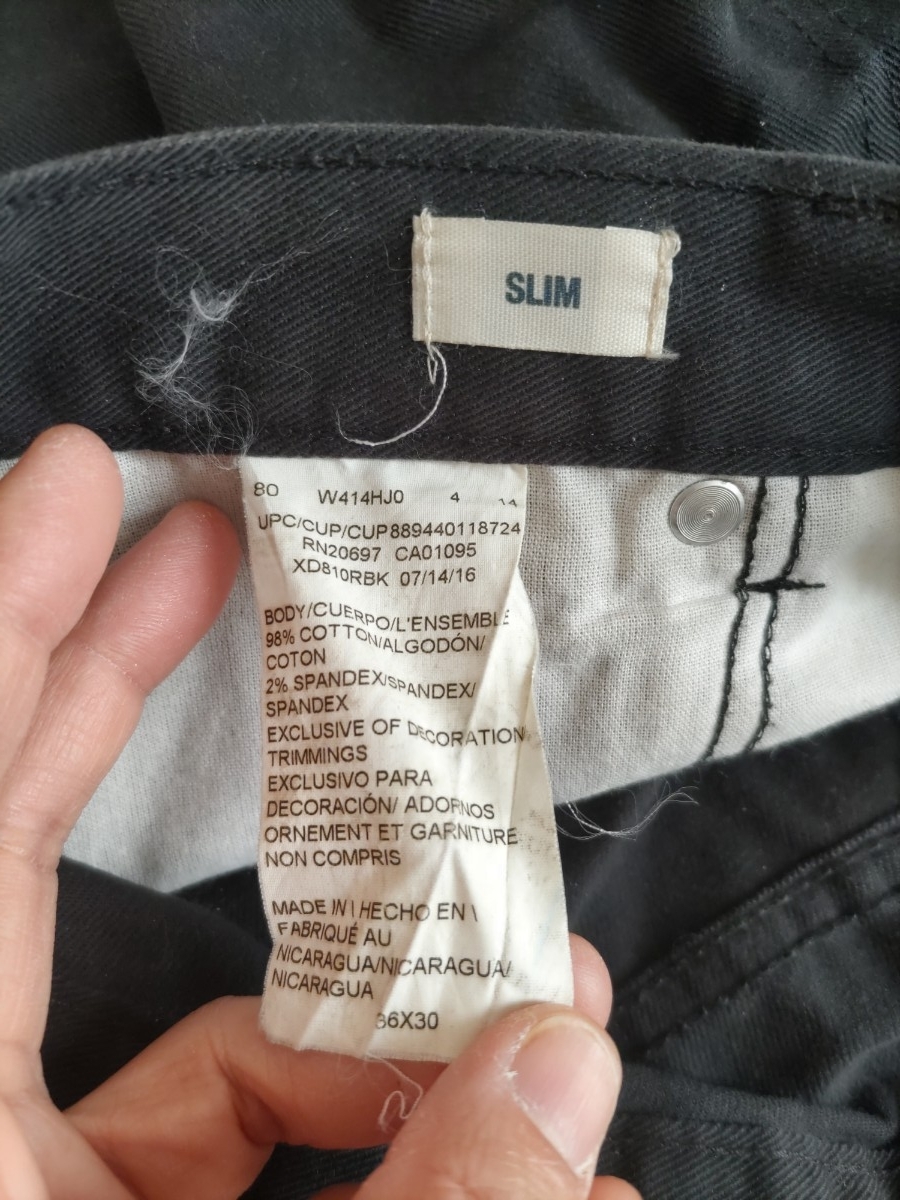 SLIM
80 W414HJ0 4 14
UPC/CUP/CUP889440118724
RN20697 CA01095
XD810RBK 07/14/16
BODY/CUERPO/L'ENSEMBLE
98% COTTON/ALGODÓN/
COTON
2% SPANDEX/SPANDEX/
SPANDEX
EXCLUSIVE OF DECORATION
TRIMMINGS
EXCLUSIVO PARA
DECORACIÓN/ ADORNOS
ORNEMENT ET GARNITURE
NON COMPRIS
MADE IN \ HECHO EN \
FABRIQUÉ AU
NICARAGUA/NICARAGUA/
NICARAGUA
36X30